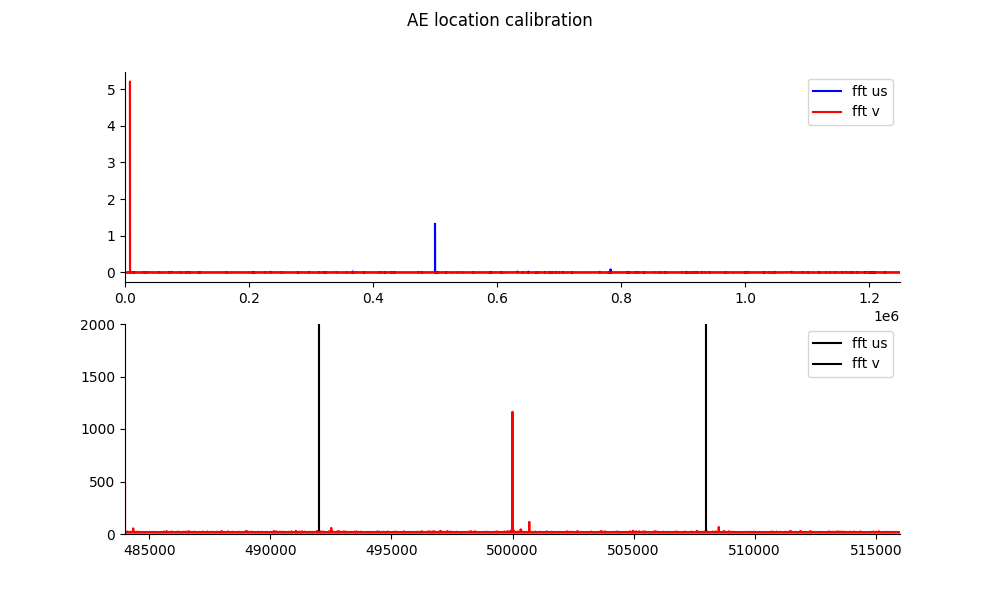 AE location calibration
5
4
3
2
1
0
fft us
fft v
0.0 0.2 0.4 0.6 0.8 1.0 1.2
1e6
2000
1500
1000
500
0
fft us
fft v
485000 490000 495000 500000 505000 510000 515000